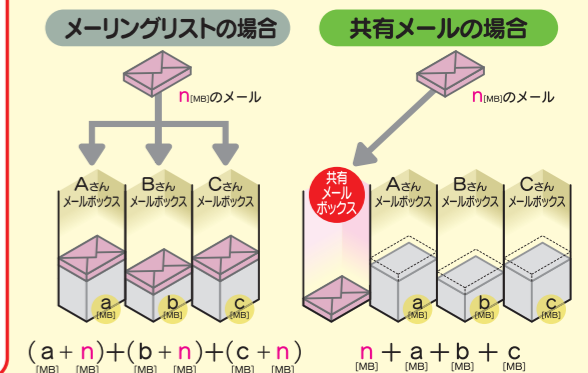 メーリングリストの場合
n[MB]のメール
Aさん
メールボックス
Bさん
メールボックス
Cさん
メールボックス
a
[MB]
b
[MB]
c
[MB]
(a+n)+(b+n)+(c+n)
[MB] [MB] [MB] [MB] [MB] [MB]
共有メールの場合
n[MB]のメール
共有
メール
ボックス
Aさん
メールボックス
Bさん
メールボックス
Cさん
メールボックス
a
[MB]
b
[MB]
c
[MB]
n+a+b+c
[MB] [MB] [MB] [MB]